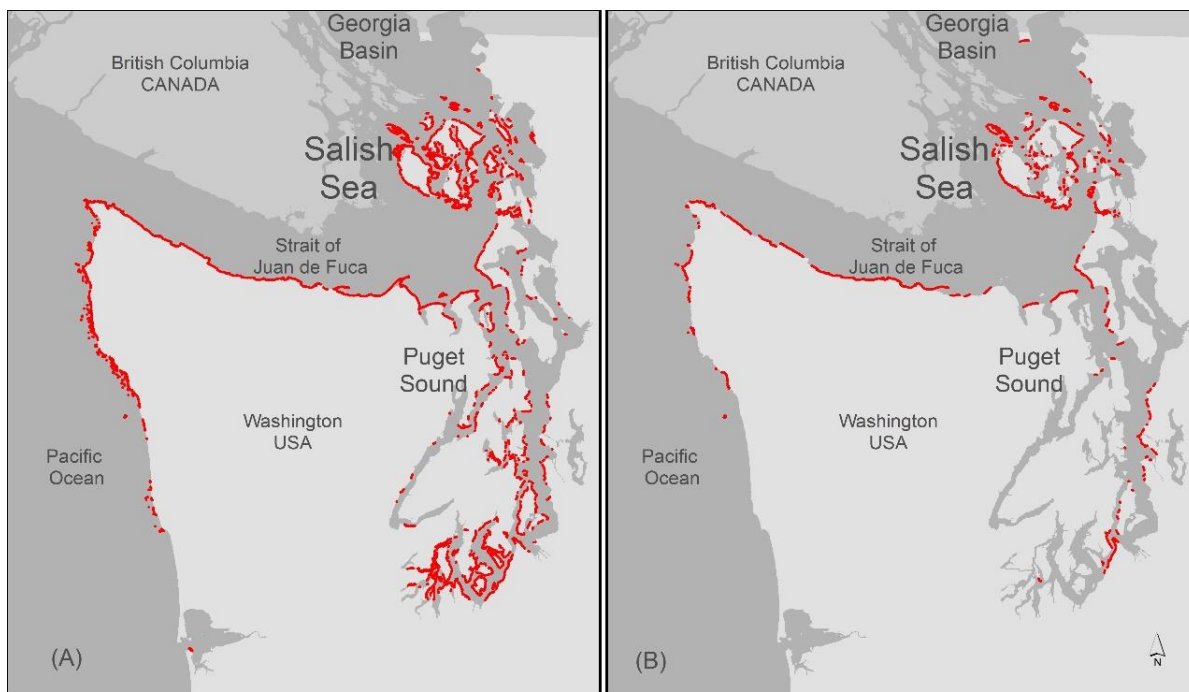 Georgia
Basin
British Columbia
CANADA
Salish
Sea
Strait of
Juan de Fuca
Puget
Sound
Washington
USA
Pacific
Ocean
(A)
Georgia
Basin
British Columbia
CANADA
Salish
Sea
Strait of
Juan de Fuca
Puget
Sound
Washington
USA
Pacific
Ocean
(B)
N